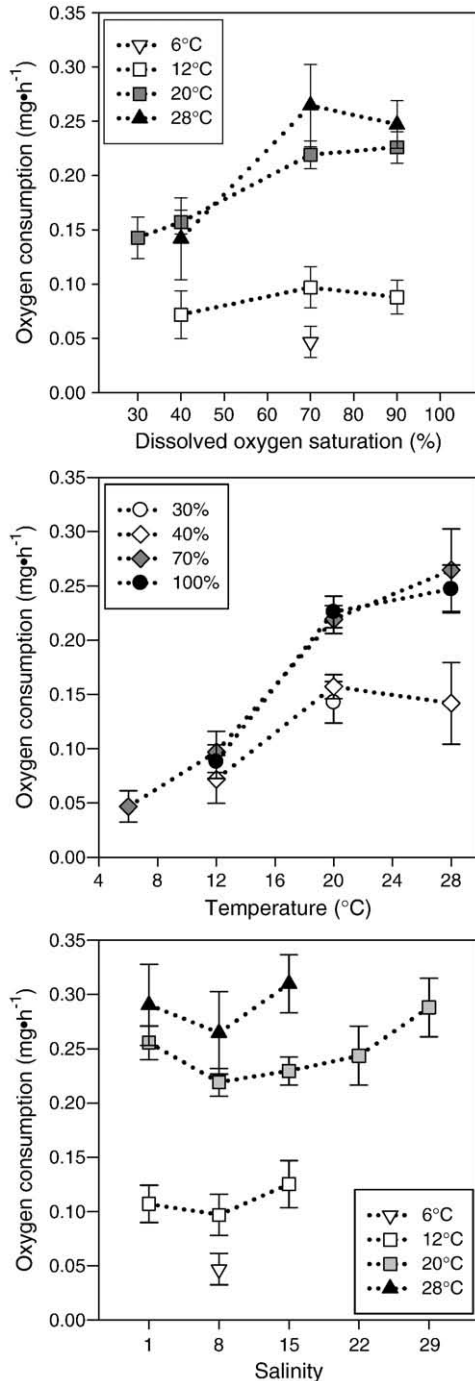 0.35
0.30
0.25
0.20
0.15
0.10
0.05
0.00
Oxygen consumption (mg•h-1)
6°C
12°C
20°C
28°C
30 40 50 60 70 80 90 100
Dissolved oxygen saturation (%)
0.35
0.30
0.25
0.20
0.15
0.10
0.05
0.00
Oxygen consumption (mg•h-1)
30%
40%
70%
100%
4 8 12 16 20 24 28
Temperature (°C)
0.35
0.30
0.25
0.20
0.15
0.10
0.05
0.00
Oxygen consumption (mg•h-1)
6°C
12°C
20°C
28°C
1 8 15 22 29
Salinity